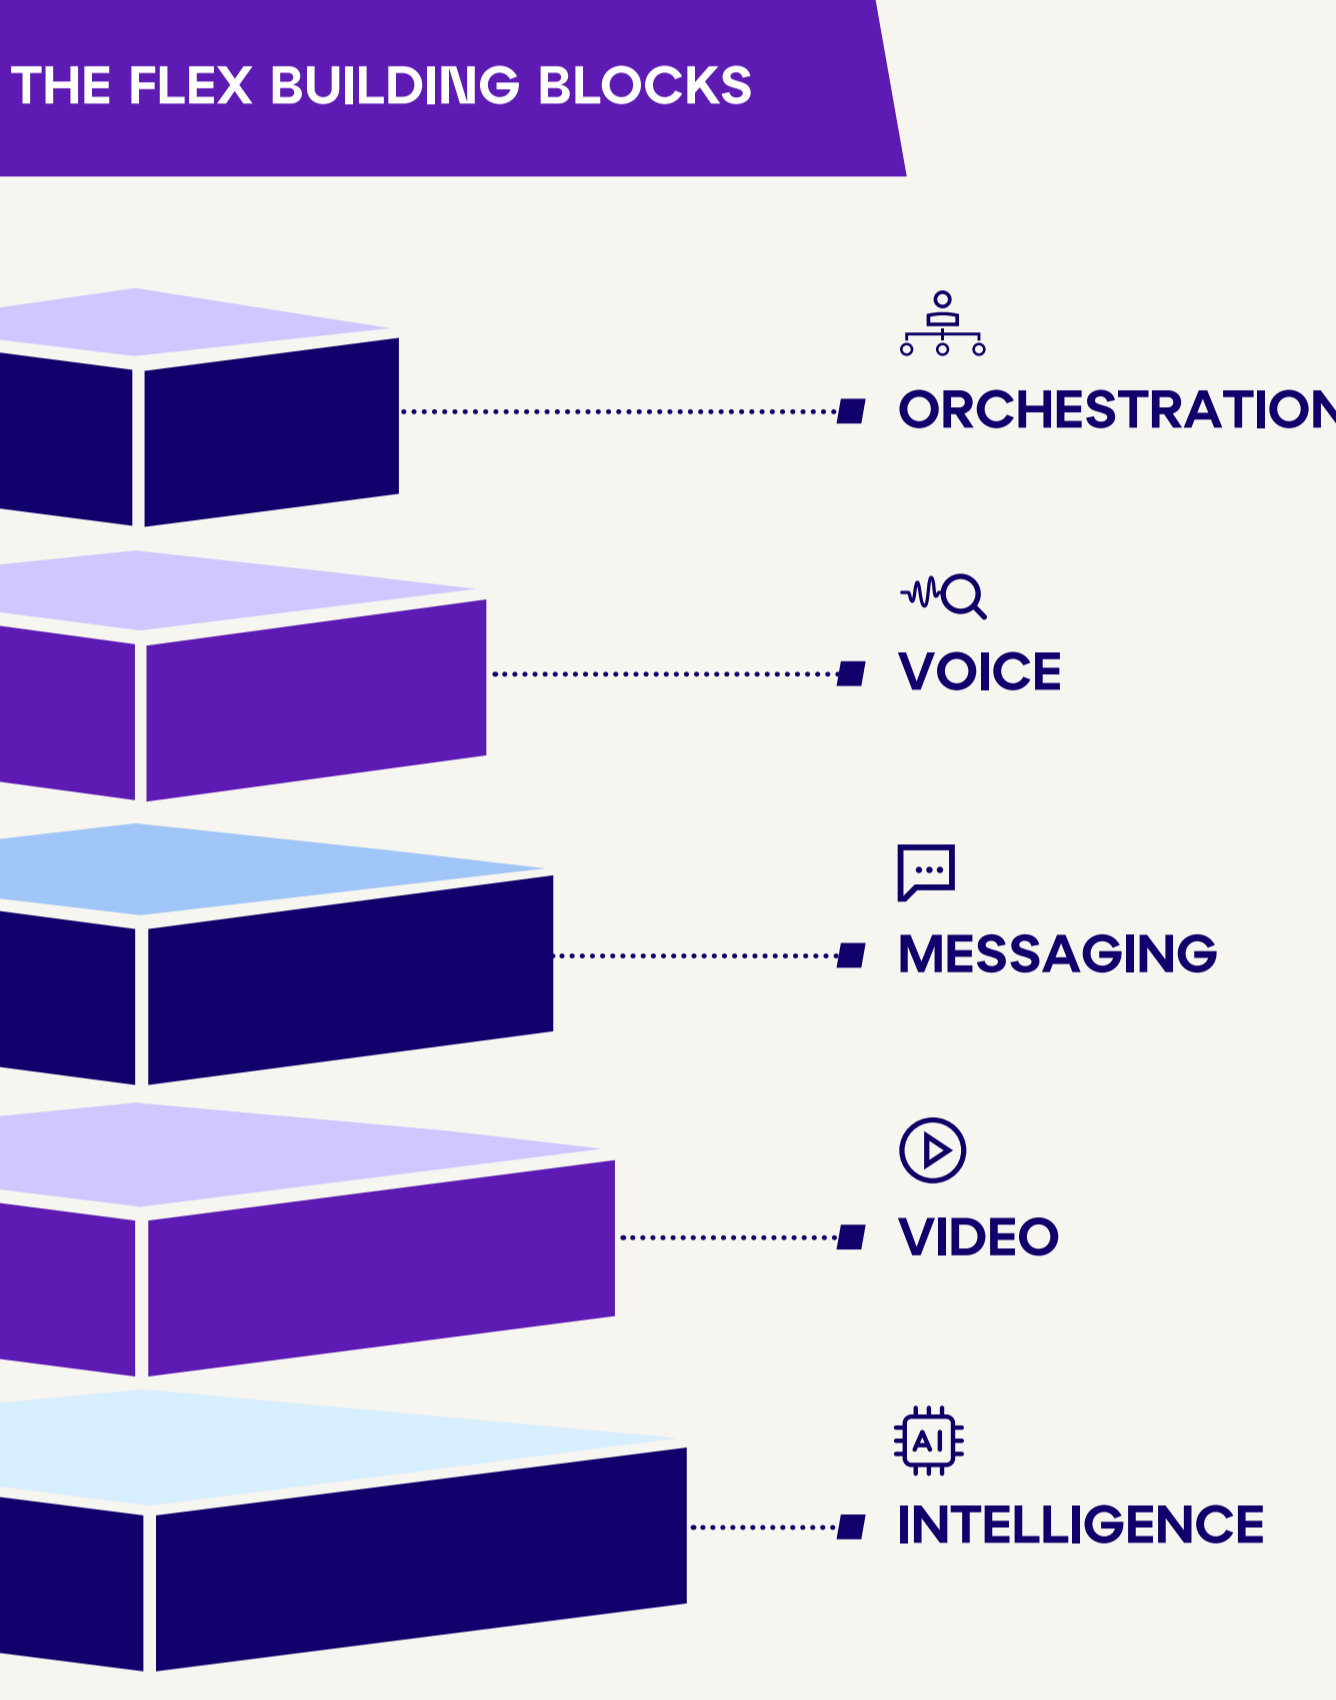 THE FLEX BUILDING BLOCKS
ORCHESTRATION
VOICE
MESSAGING
VIDEO
AI
INTELLIGENCE